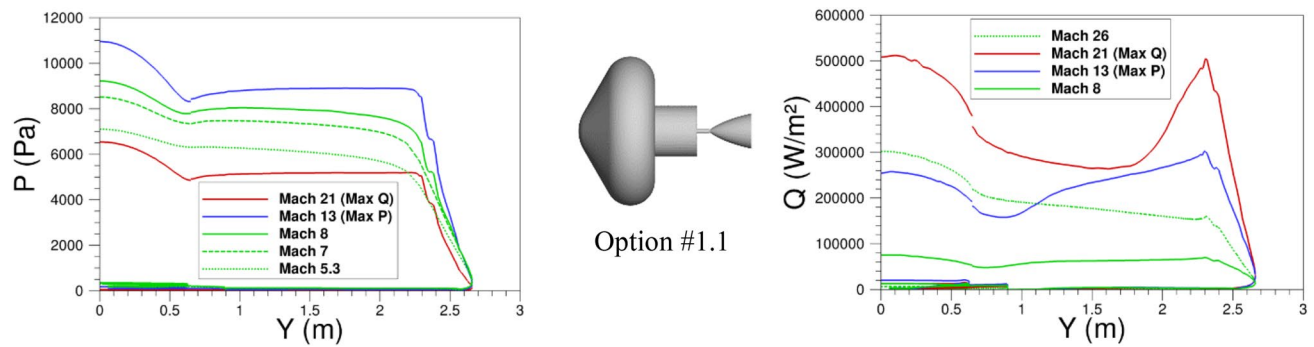 12000
10000
8000
6000
4000
2000
0
P (Pa)
Mach 21 (Max Q)
Mach 13 (Max P)
Mach 8
Mach 7
Mach 5.3
0 0.5 1 1.5 2 2.5 3
Y (m)
Option #1.1
600000
500000
400000
300000
200000
100000
0
Q (W/m²)
Mach 26
Mach 21 (Max Q)
Mach 13 (Max P)
Mach 8
0 0.5 1 1.5 2 2.5 3
Y (m)